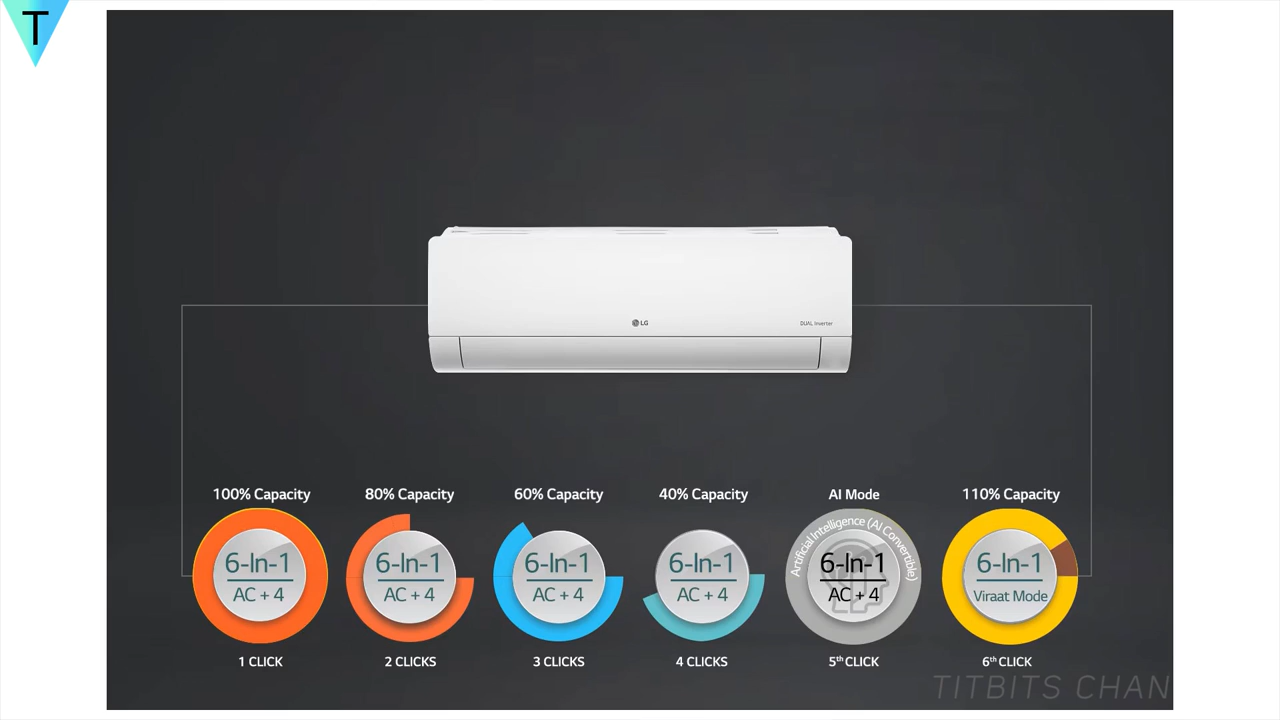 T
LG
DUAL Inverter
100% Capacity
80% Capacity
60% Capacity
40% Capacity
AI Mode
110% Capacity
Artificial Intelligence (AI Convertible)
6-In-1
AC + 4
6-In-1
AC + 4
6-In-1
AC + 4
6-In-1
AC + 4
6-In-1
AC + 4
6-In-1
Viraat Mode
1 CLICK
2 CLICKS
3 CLICKS
4 CLICKS
5th CLICK
6th CLICK
TITBITS CHAN